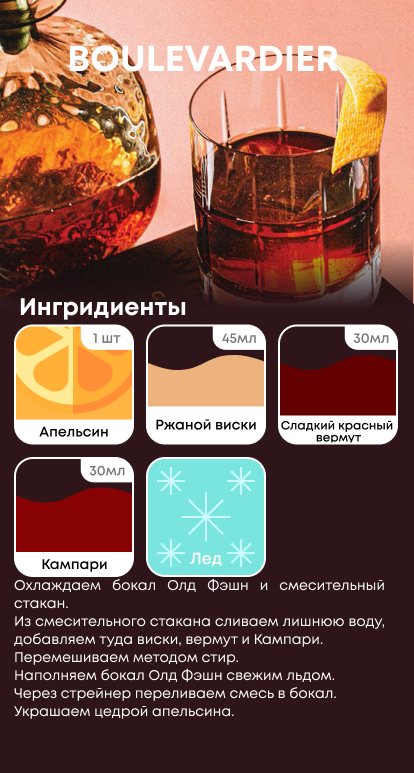 BOULEVARDIER
Ингридиенты
1 шт
45мл
30мл
Апельсин
Ржаной виски
Сладкий красный
вермут
30мл
Кампари
Лед
Охлаждаем бокал Олд Фэшн и смесительный
стакан.
Из смесительного стакана сливаем лишнюю воду,
добавляем туда виски, вермут и Кампари.
Перемешиваем методом стир.
Наполняем бокал Олд Фэшн свежим льдом.
Через стрейнер переливаем смесь в бокал.
Украшаем цедрой апельсина.